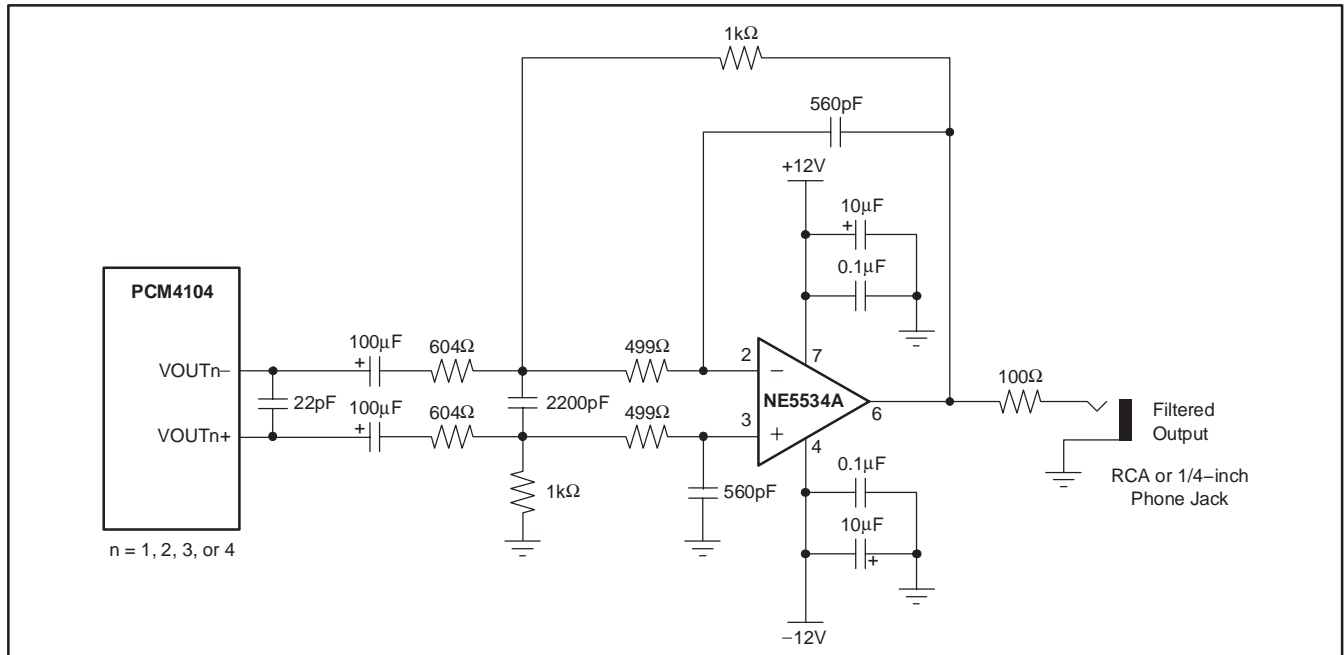 1kΩ
560pF
+12V
10μF
+
0.1μF
PCM4104
100μF
604Ω
499Ω
2
7
100Ω
VOUTn−
+
−
NE5534A
22pF
2200pF
6
Filtered
Output
100μF
604Ω
499Ω
3
VOUTn+
+
+
4
RCA or 1/4−inch
Phone Jack
0.1μF
1kΩ
560pF
10μF
+
n = 1, 2, 3, or 4
−12V